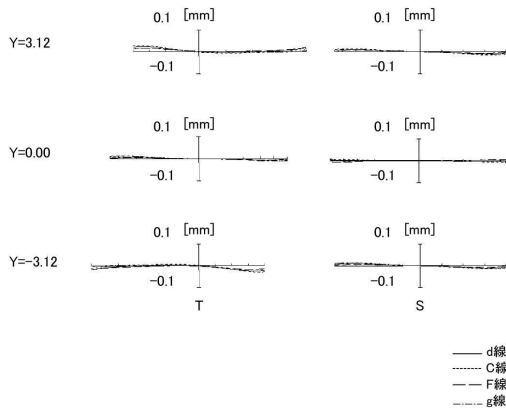 0.1 [mm] 0.1 [mm]
Y=3.12
−0.1 −0.1
0.1 [mm] 0.1 [mm]
Y=0.00
−0.1 −0.1
0.1 [mm] 0.1 [mm]
Y=−3.12
−0.1 −0.1
T S
d線
C線
F線
g線